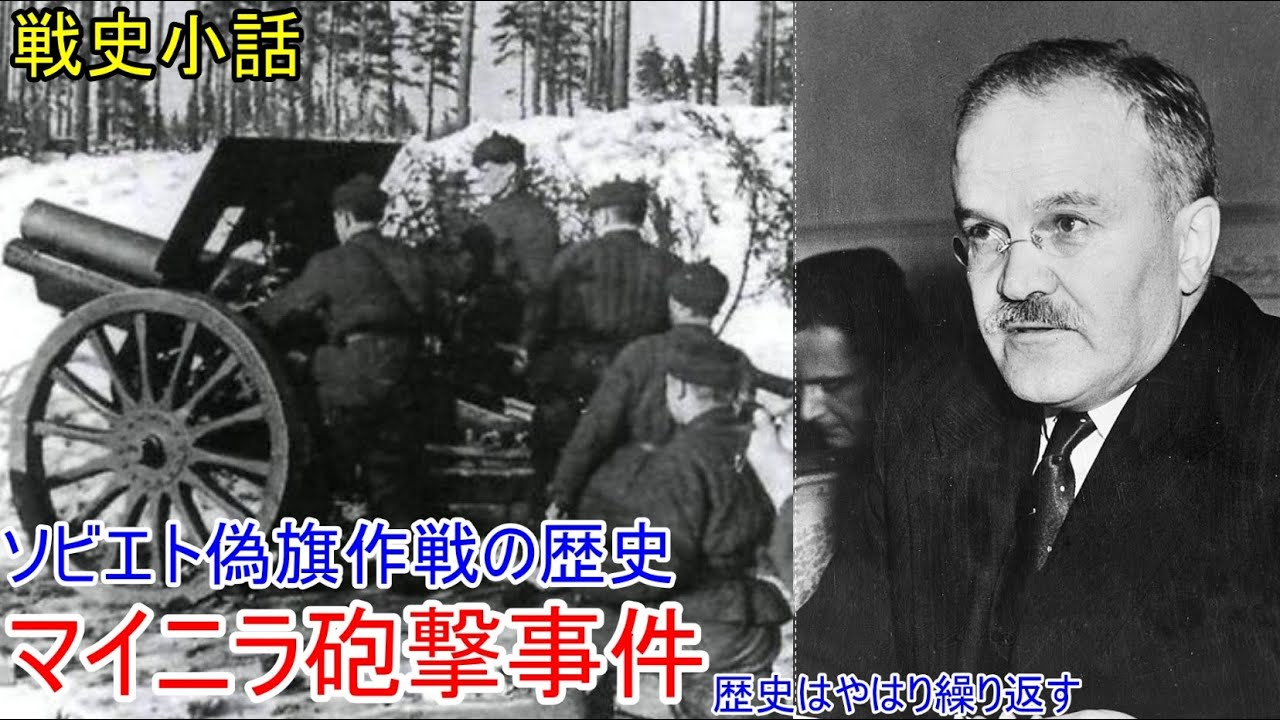 戦史小話
ソビエト偽旗作戦の歴史
マイニラ砲撃事件
歴史はやはり繰り返す